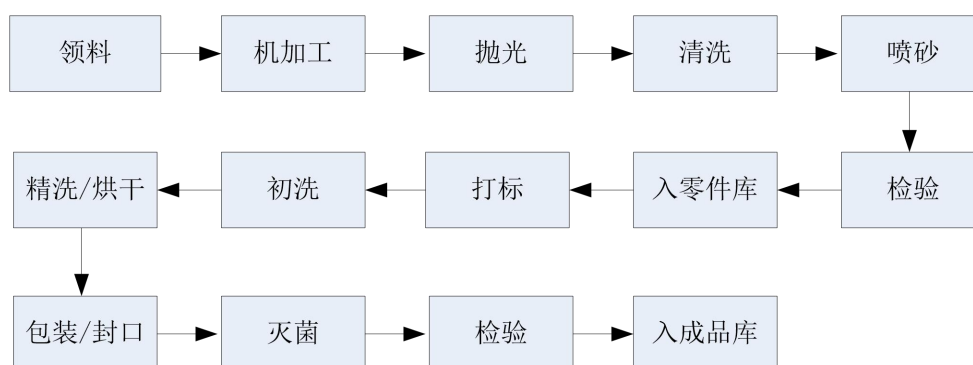 领料
机加工
抛光
清洗
喷砂
检验
入零件库
打标
初洗
精洗/烘干
包装/封口
灭菌
检验
入成品库